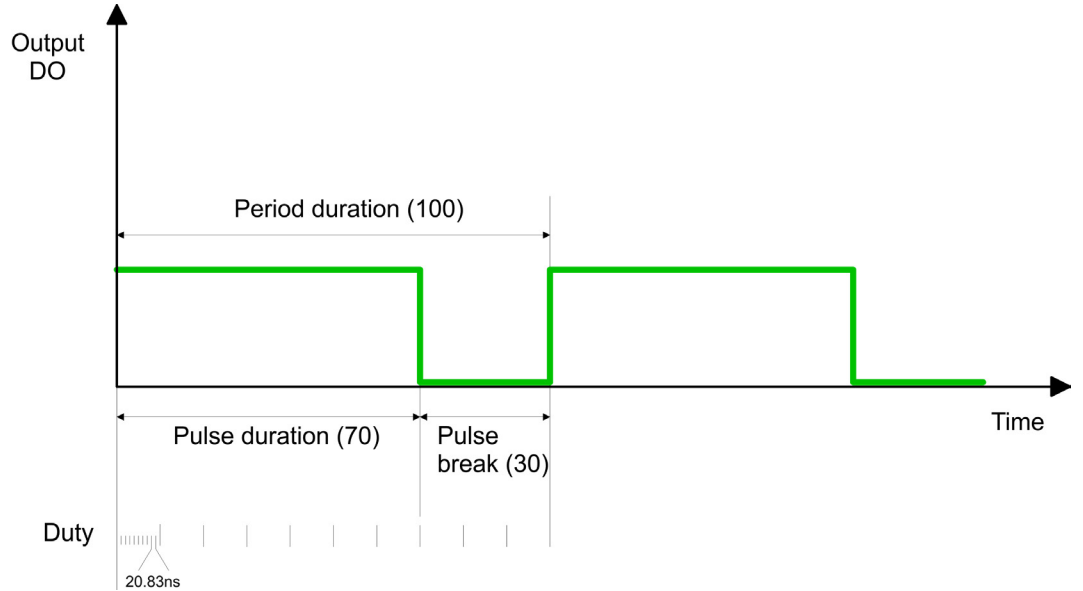 Output
DO
Period duration (100)
Time
Pulse duration (70)
Pulse
break (30)
Duty
20.83ns